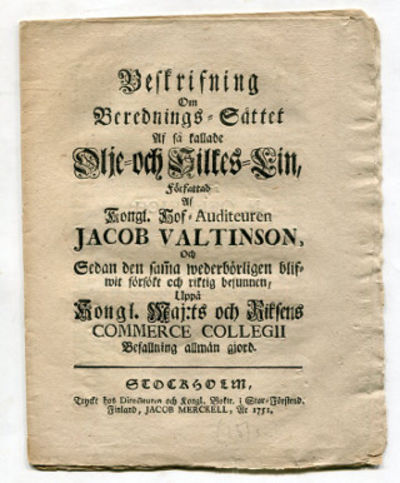 Beskrifning
Om
Berednings-Sättet
Af så kallade
Olje-och Silkes-Lin,
Författad
Af
Kongl. Hof-Auditeuren
JACOB VALTINSON,
Och
Sedan den sam̃a wederbörligen blif-
wit försökt och riktig befunnen,
Uppå
Kongl. Maj:ts och Riksens
COMMERCE COLLEGII
Befallning allmän gjord.
STOCKHOLM,
Tryckt hos Directeuren och Kongl. Boktr. i Stor-Förstend.
Finland, JACOB MERCKELL, År 1751.